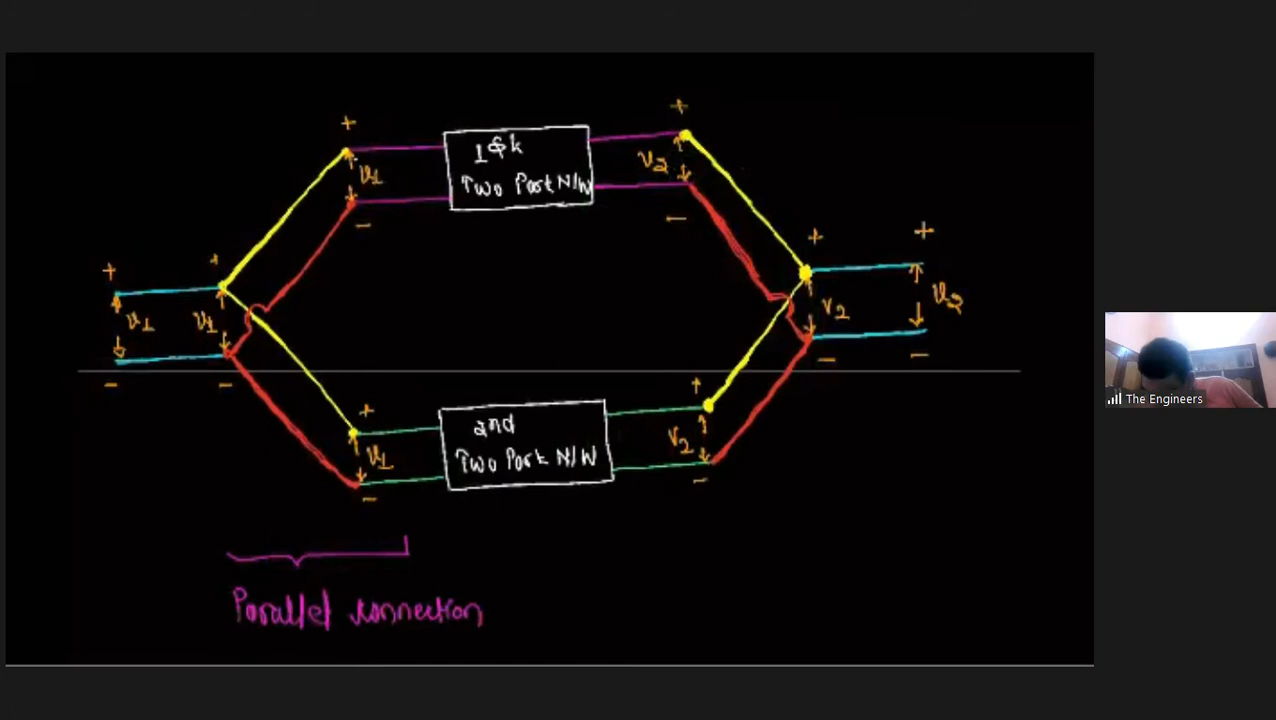 + +
1st
V1 V2
Two Port N/W
- -
+ + + +
V1 V1 V2 V2
- - - -
+ +
2nd
V1 V2
Two Port N/W
- -
Parallel connection
The Engineers